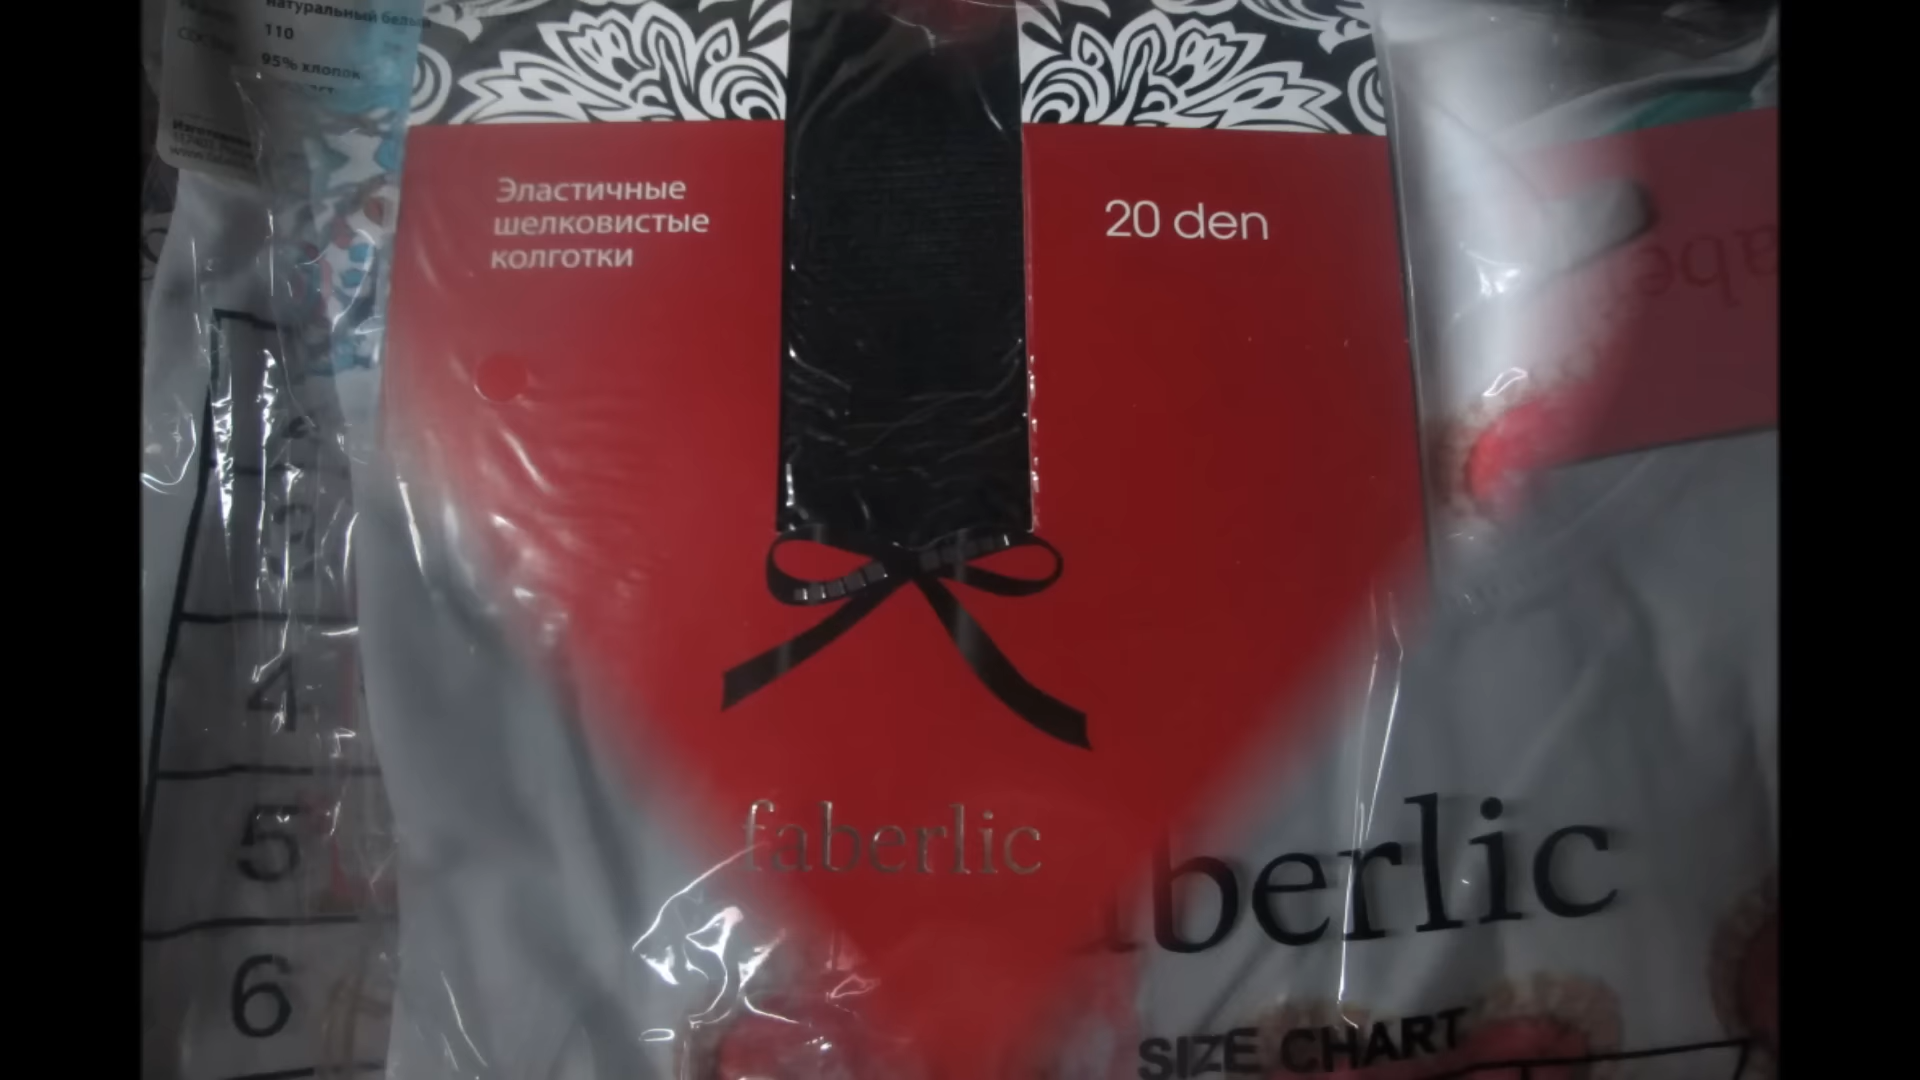 натуральный белый
110
95% хлопок
Эластичные
шелковистые
колготки
20 den
4
5
6
faberlic
berlic
SIZE CHART